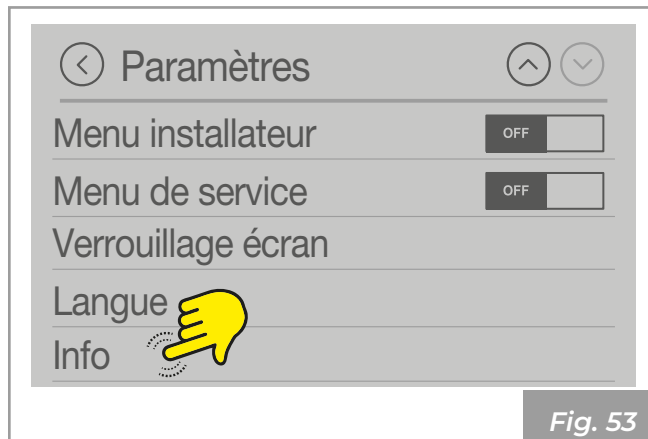 Paramètres
Menu installateur OFF
Menu de service OFF
Verrouillage écran
Langue
Info
Fig. 53